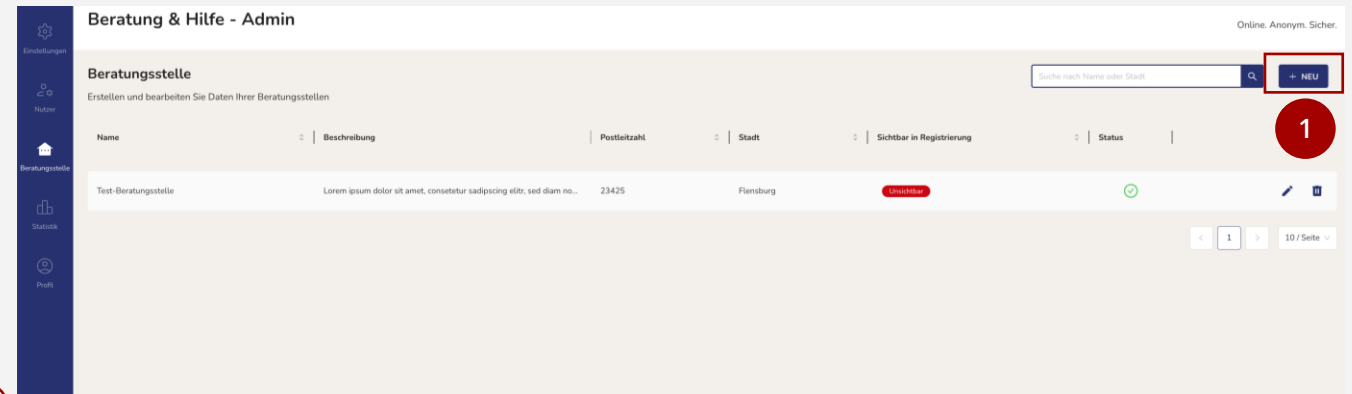 Beratung & Hilfe - Admin
Online. Anonym. Sicher.
Einstellungen
Nutzer
Beratungsstelle
Statistik
Profil
Beratungsstelle
Erstellen und bearbeiten Sie Daten Ihrer Beratungsstellen
Suche nach Name oder Stadt
+ NEU
1
Name Beschreibung Postleitzahl Stadt Sichtbar in Registrierung Status
Test-Beratungsstelle Lorem ipsum dolor sit amet, consetetur sadipscing elitr, sed diam no... 23425 Flensburg Unsichtbar
< 1 > 10 / Seite